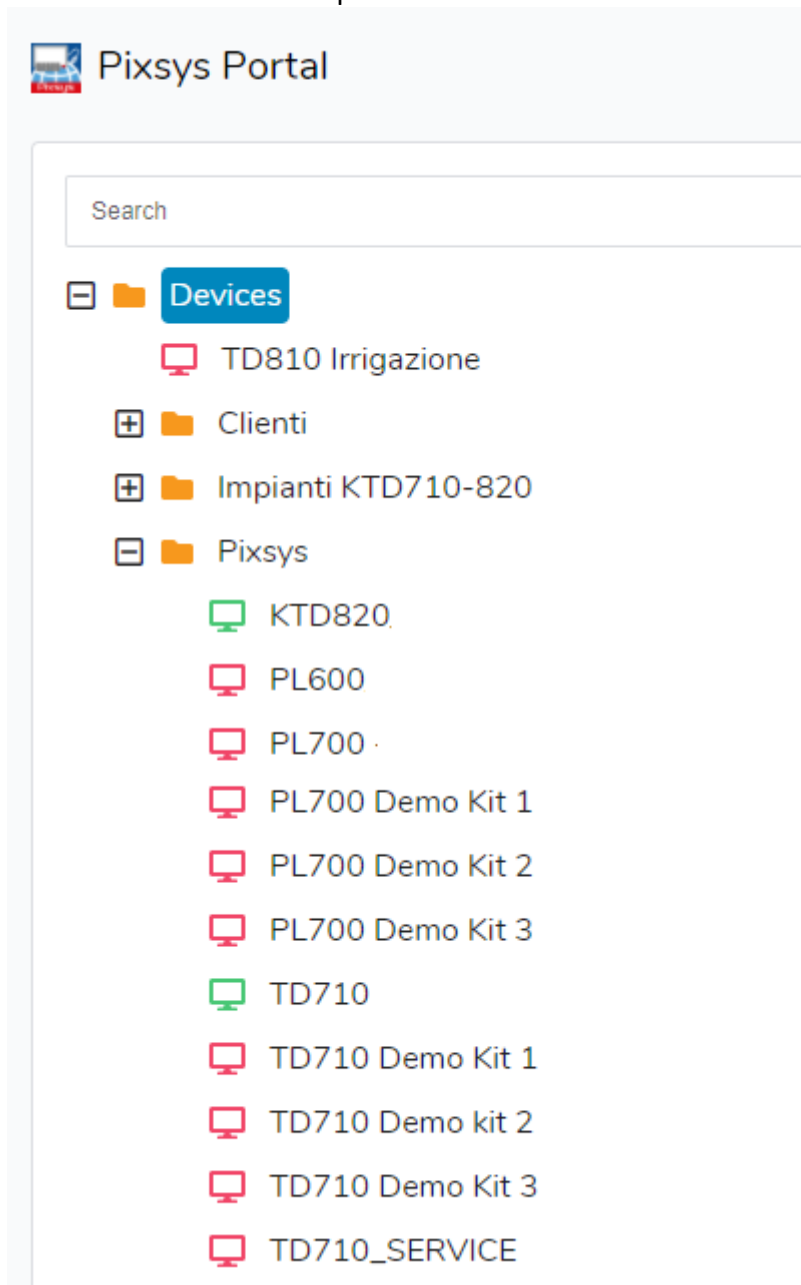 Pixsys Portal
Search
Devices
TD810 Irrigazione
Clienti
Impianti KTD710-820
Pixsys
KTD820
PL600
PL700
PL700 Demo Kit 1
PL700 Demo Kit 2
PL700 Demo Kit 3
TD710
TD710 Demo Kit 1
TD710 Demo kit 2
TD710 Demo Kit 3
TD710_SERVICE